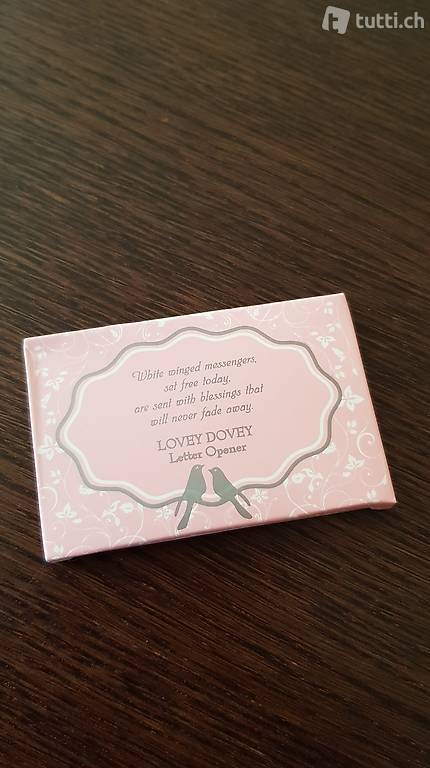 tutti.ch
White winged messengers,
set free today,
are sent with blessings that
will never fade away.
LOVEY DOVEY
Letter Opener